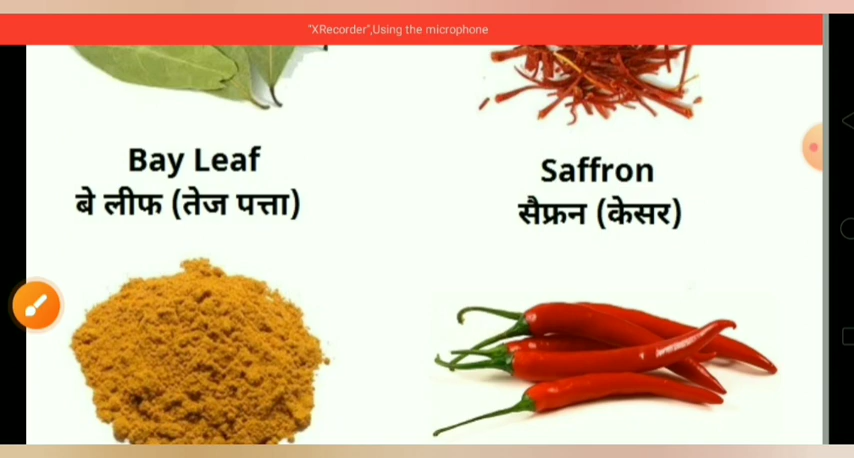 "XRecorder",Using the microphone
Bay Leaf
बे लीफ (तेज पत्ता)
Saffron
सैफ्रन (केसर)